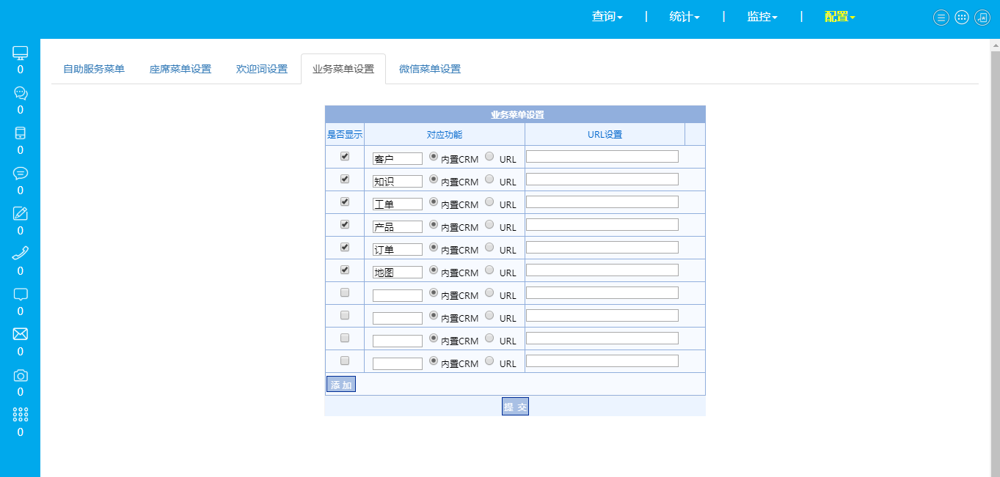 查询 | 统计 | 监控 | 配置
0
0
0
0
0
0
0
0
0
0
自助服务菜单 座席菜单设置 欢迎词设置 业务菜单设置 微信菜单设置
业务菜单设置
是否显示 对应功能 URL设置
客户 内置CRM URL
知识 内置CRM URL
工单 内置CRM URL
产品 内置CRM URL
订单 内置CRM URL
地图 内置CRM URL
内置CRM URL
内置CRM URL
内置CRM URL
内置CRM URL
添 加
提 交